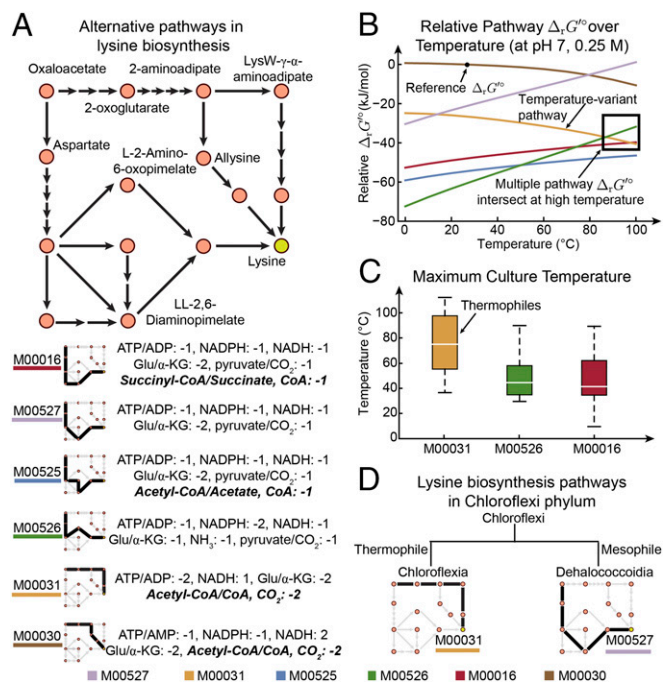 A
Alternative pathways in
lysine biosynthesis
Oxaloacetate
2-aminoadipate
LysW-γ-α-
aminoadipate
2-oxoglutarate
Aspartate
L-2-Amino-
6-oxopimelate
Allysine
Lysine
LL-2,6-
Diaminopimelate
M00016
ATP/ADP: -1, NADPH: -1, NADH: -1
Glu/α-KG: -2, pyruvate/CO₂: -1
Succinyl-CoA/Succinate, CoA: -1
M00527
ATP/ADP: -1, NADPH: -1, NADH: -1
Glu/α-KG: -2, pyruvate/CO₂: -1
M00525
ATP/ADP: -1, NADPH: -1, NADH: -1
Glu/α-KG: -2, pyruvate/CO₂: -1
Acetyl-CoA/Acetate, CoA: -1
M00526
ATP/ADP: -1, NADPH: -2, NADH: -1
Glu/α-KG: -1, NH₃: -1, pyruvate/CO₂: -1
M00031
ATP/ADP: -2, NADH: 1, Glu/α-KG: -2
Acetyl-CoA/CoA, CO₂: -2
M00030
ATP/AMP: -1, NADPH: -1, NADH: 2
Glu/α-KG: -2, Acetyl-CoA/CoA, CO₂: -2
B
Relative Pathway ΔᵣG′° over
Temperature (at pH 7, 0.25 M)
Relative ΔᵣG′° (kJ/mol)
0
−20
−40
−60
−80
Reference ΔᵣG′°
Temperature-variant
pathway
Multiple pathway ΔᵣG′°
intersect at high temperature
0 20 40 60 80 100
Temperature (°C)
C
Maximum Culture Temperature
Temperature (°C)
100
80
60
40
20
0
Thermophiles
M00031 M00526 M00016
D
Lysine biosynthesis pathways
in Chloroflexi phylum
Chloroflexi
Thermophile
Mesophile
Chloroflexia
Dehalococcoidia
M00031
M00527
M00527 M00031 M00525 M00526 M00016 M00030